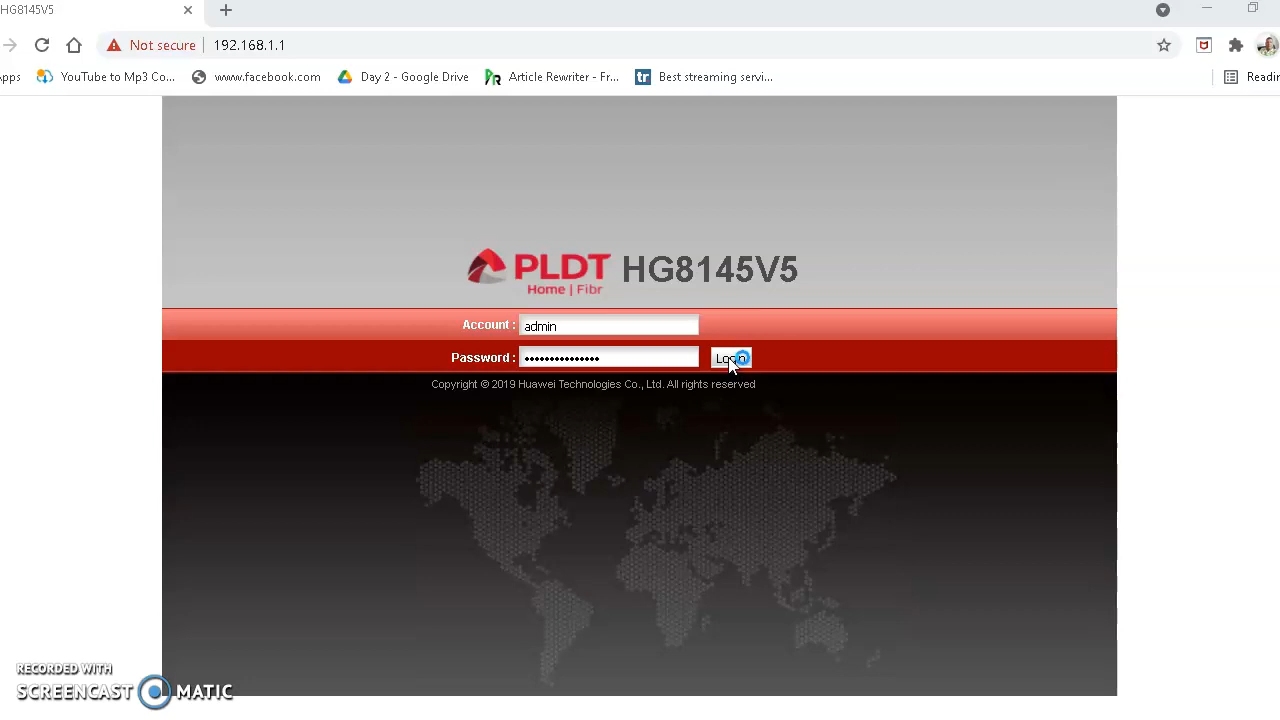 HG8145V5
Not secure 192.168.1.1
YouTube to Mp3 Co... www.facebook.com Day 2 - Google Drive Article Rewriter - Fr... Best streaming servi...
PLDT HG8145V5
Home | Fibr
Account : admin
Password : ••••••••••••••• Login
Copyright © 2019 Huawei Technologies Co., Ltd. All rights reserved
RECORDED WITH
SCREENCAST MATIC